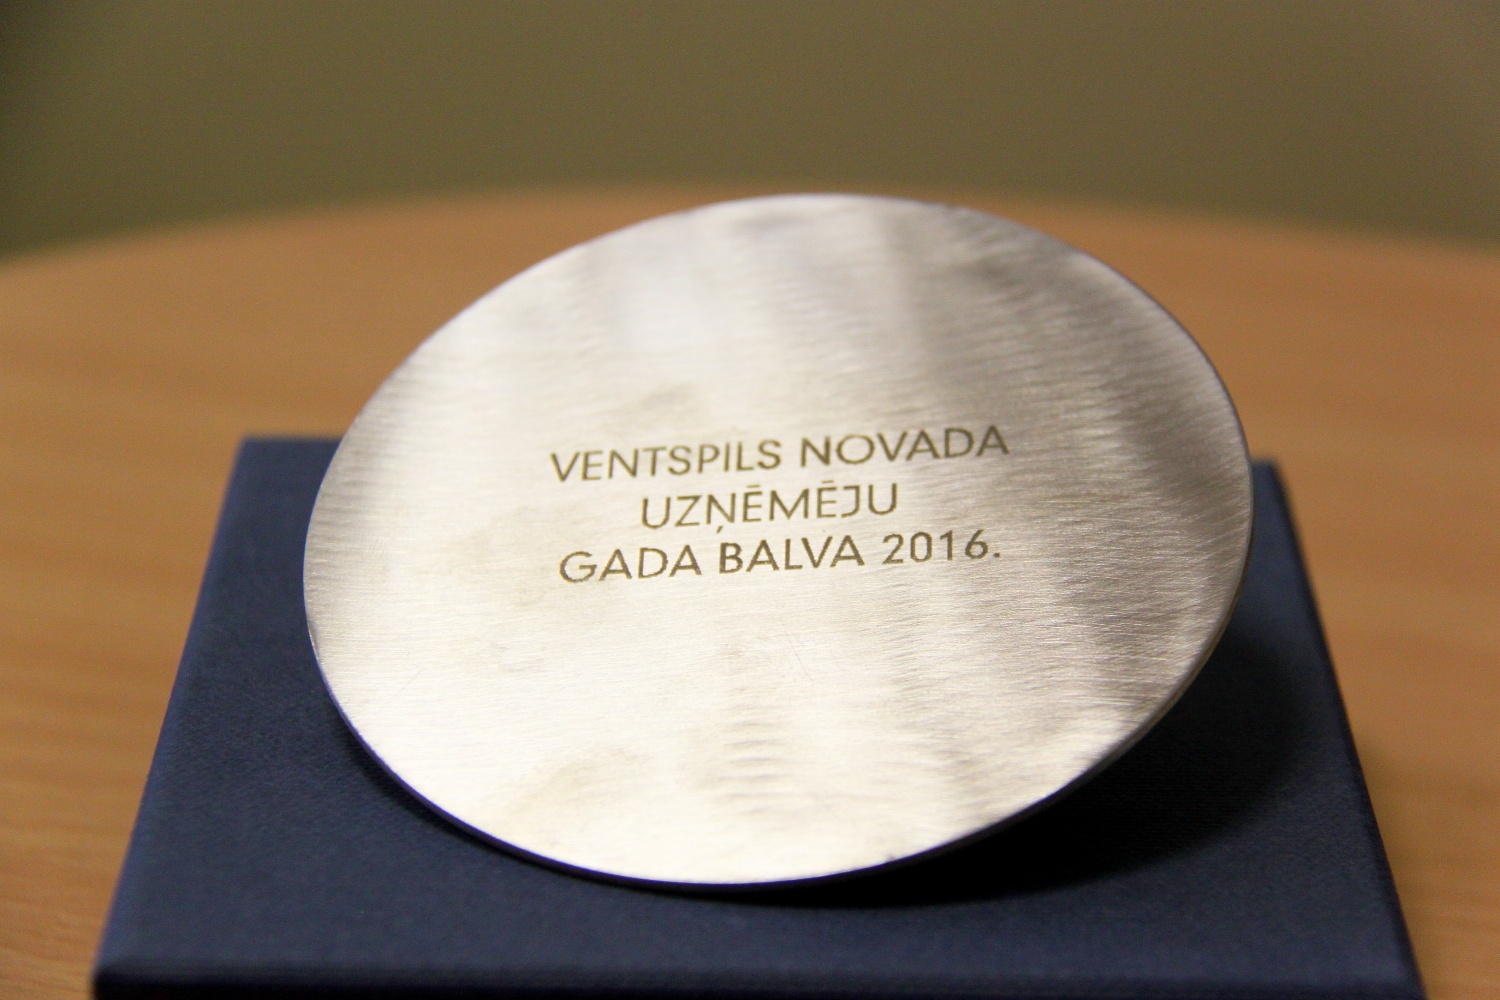 VENTSPILS NOVADA
UZŅĒMĒJU
GADA BALVA 2016.